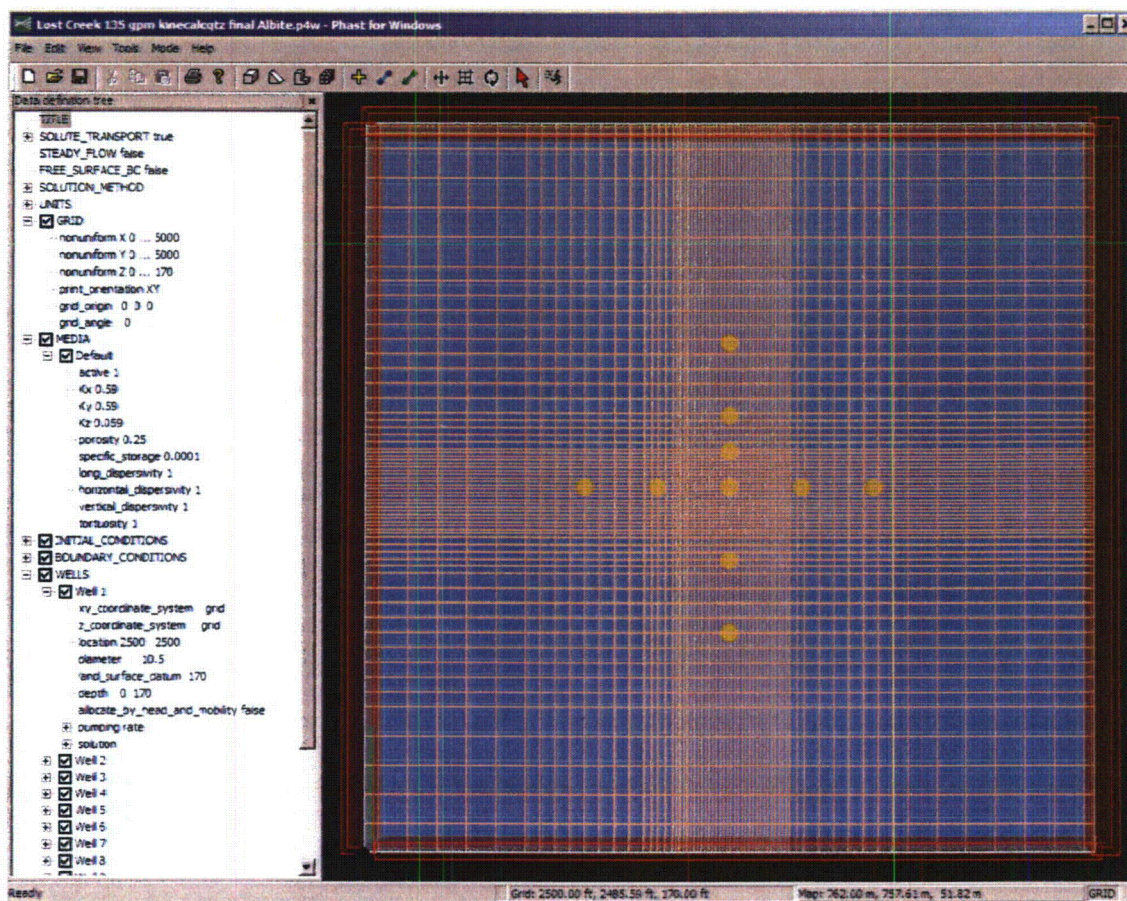 Lost Creek 135 gpm kinecalcqtz final Albite.p4w - Phast for Windows
File Edit View Tools Mode Help
Data definition tree
TITLE
SOLUTE_TRANSPORT true
STEADY_FLOW false
FREE_SURFACE_BC false
SOLUTION_METHOD
UNITS
GRID
nonuniform X 0 ... 5000
nonuniform Y 0 ... 5000
nonuniform Z 0 ... 170
print_orientation XY
grid_origin 0 0 0
grid_angle 0
MEDIA
Default
active 1
Kx 0.59
Ky 0.59
Kz 0.059
porosity 0.25
specific_storage 0.0001
long_dispersivity 1
horizontal_dispersivity 1
vertical_dispersivity 1
tortuosity 1
INITIAL_CONDITIONS
BOUNDARY_CONDITIONS
WELLS
Well 1
xy_coordinate_system grid
z_coordinate_system grid
location 2500 2500
diameter 10.5
land_surface_datum 170
depth 0 170
allocate_by_head_and_mobility false
pumping rate
solution
Well 2
Well 3
Well 4
Well 5
Well 6
Well 7
Well 8
Ready Grid: 2500.00 ft, 2485.59 ft, 170.00 ft Map: 762.00 m, 757.61 m, 51.82 m GRID